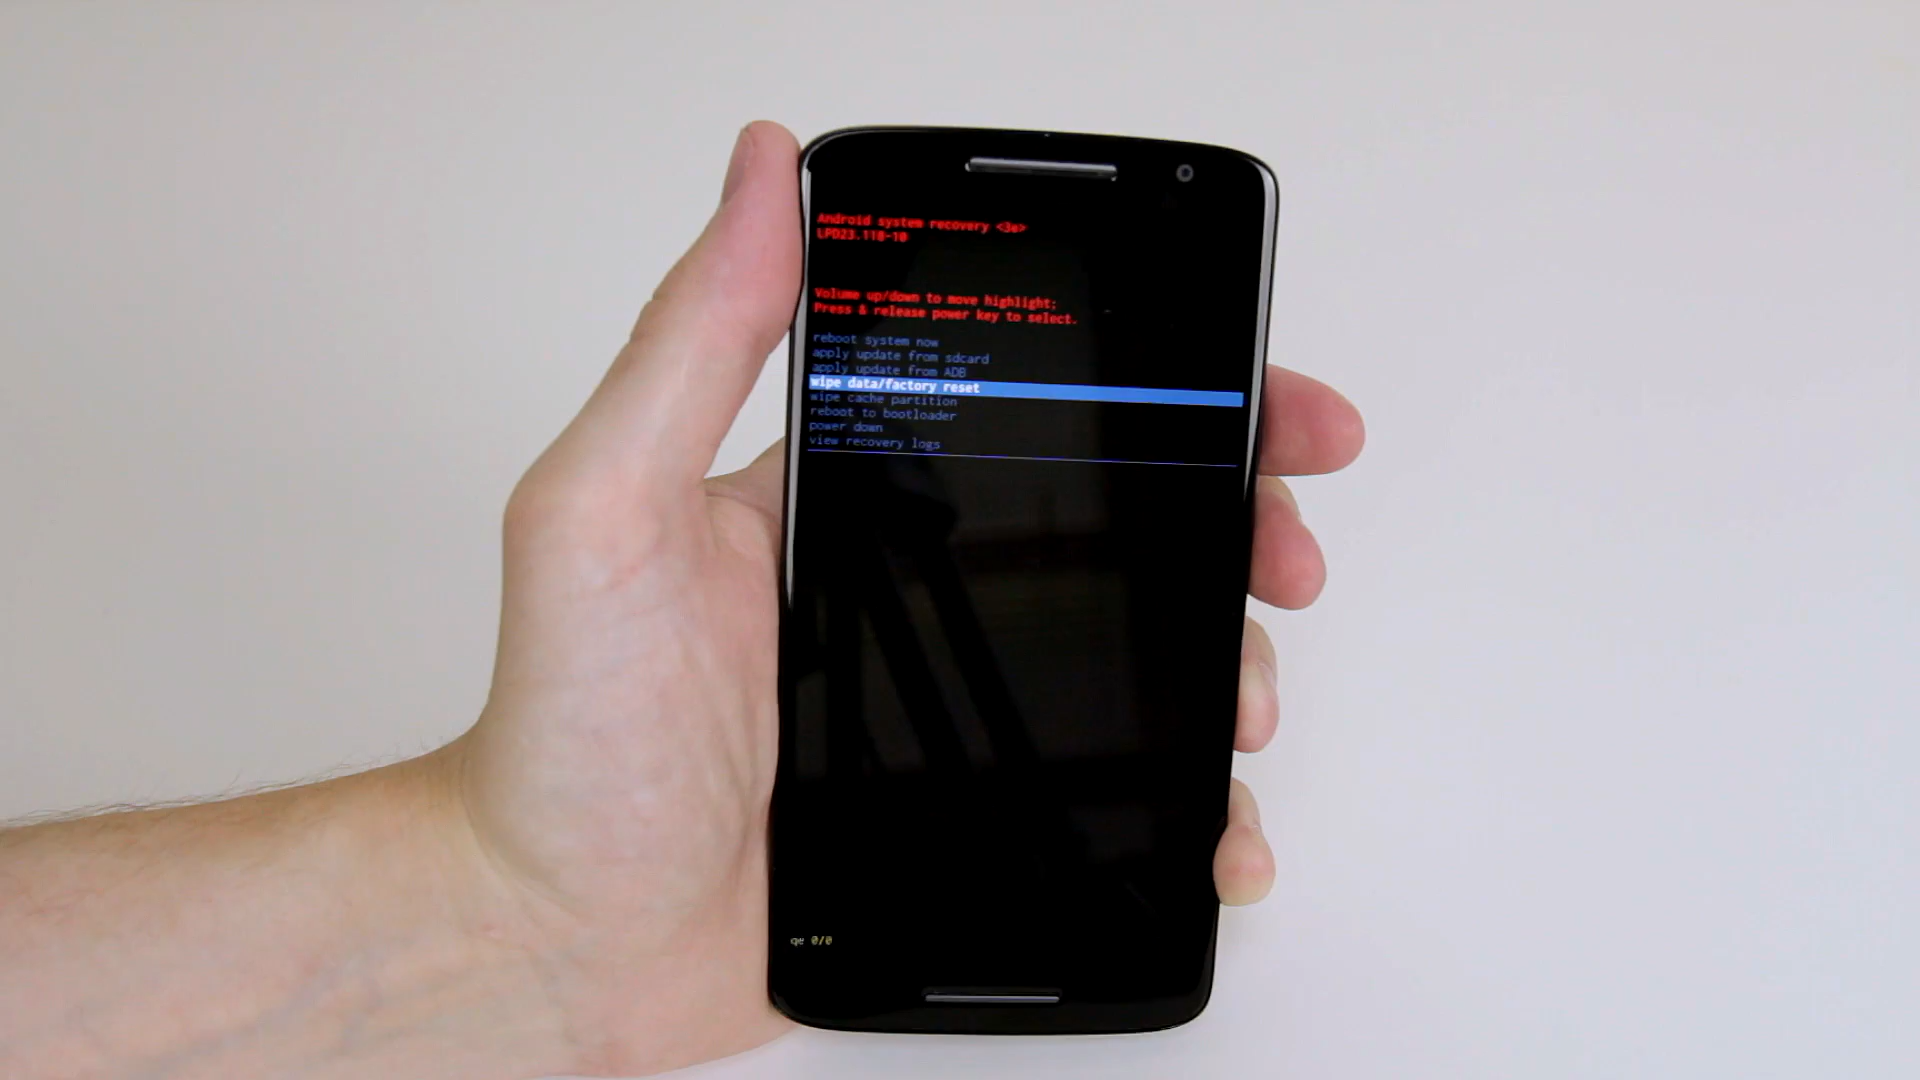 Android system recovery <3e>
LPD23.118-10
Volume up/down to move highlight;
Press & release power key to select.
reboot system now
apply update from sdcard
apply update from ADB
wipe data/factory reset
wipe cache partition
reboot to bootloader
power down
view recovery logs
qe 0/0